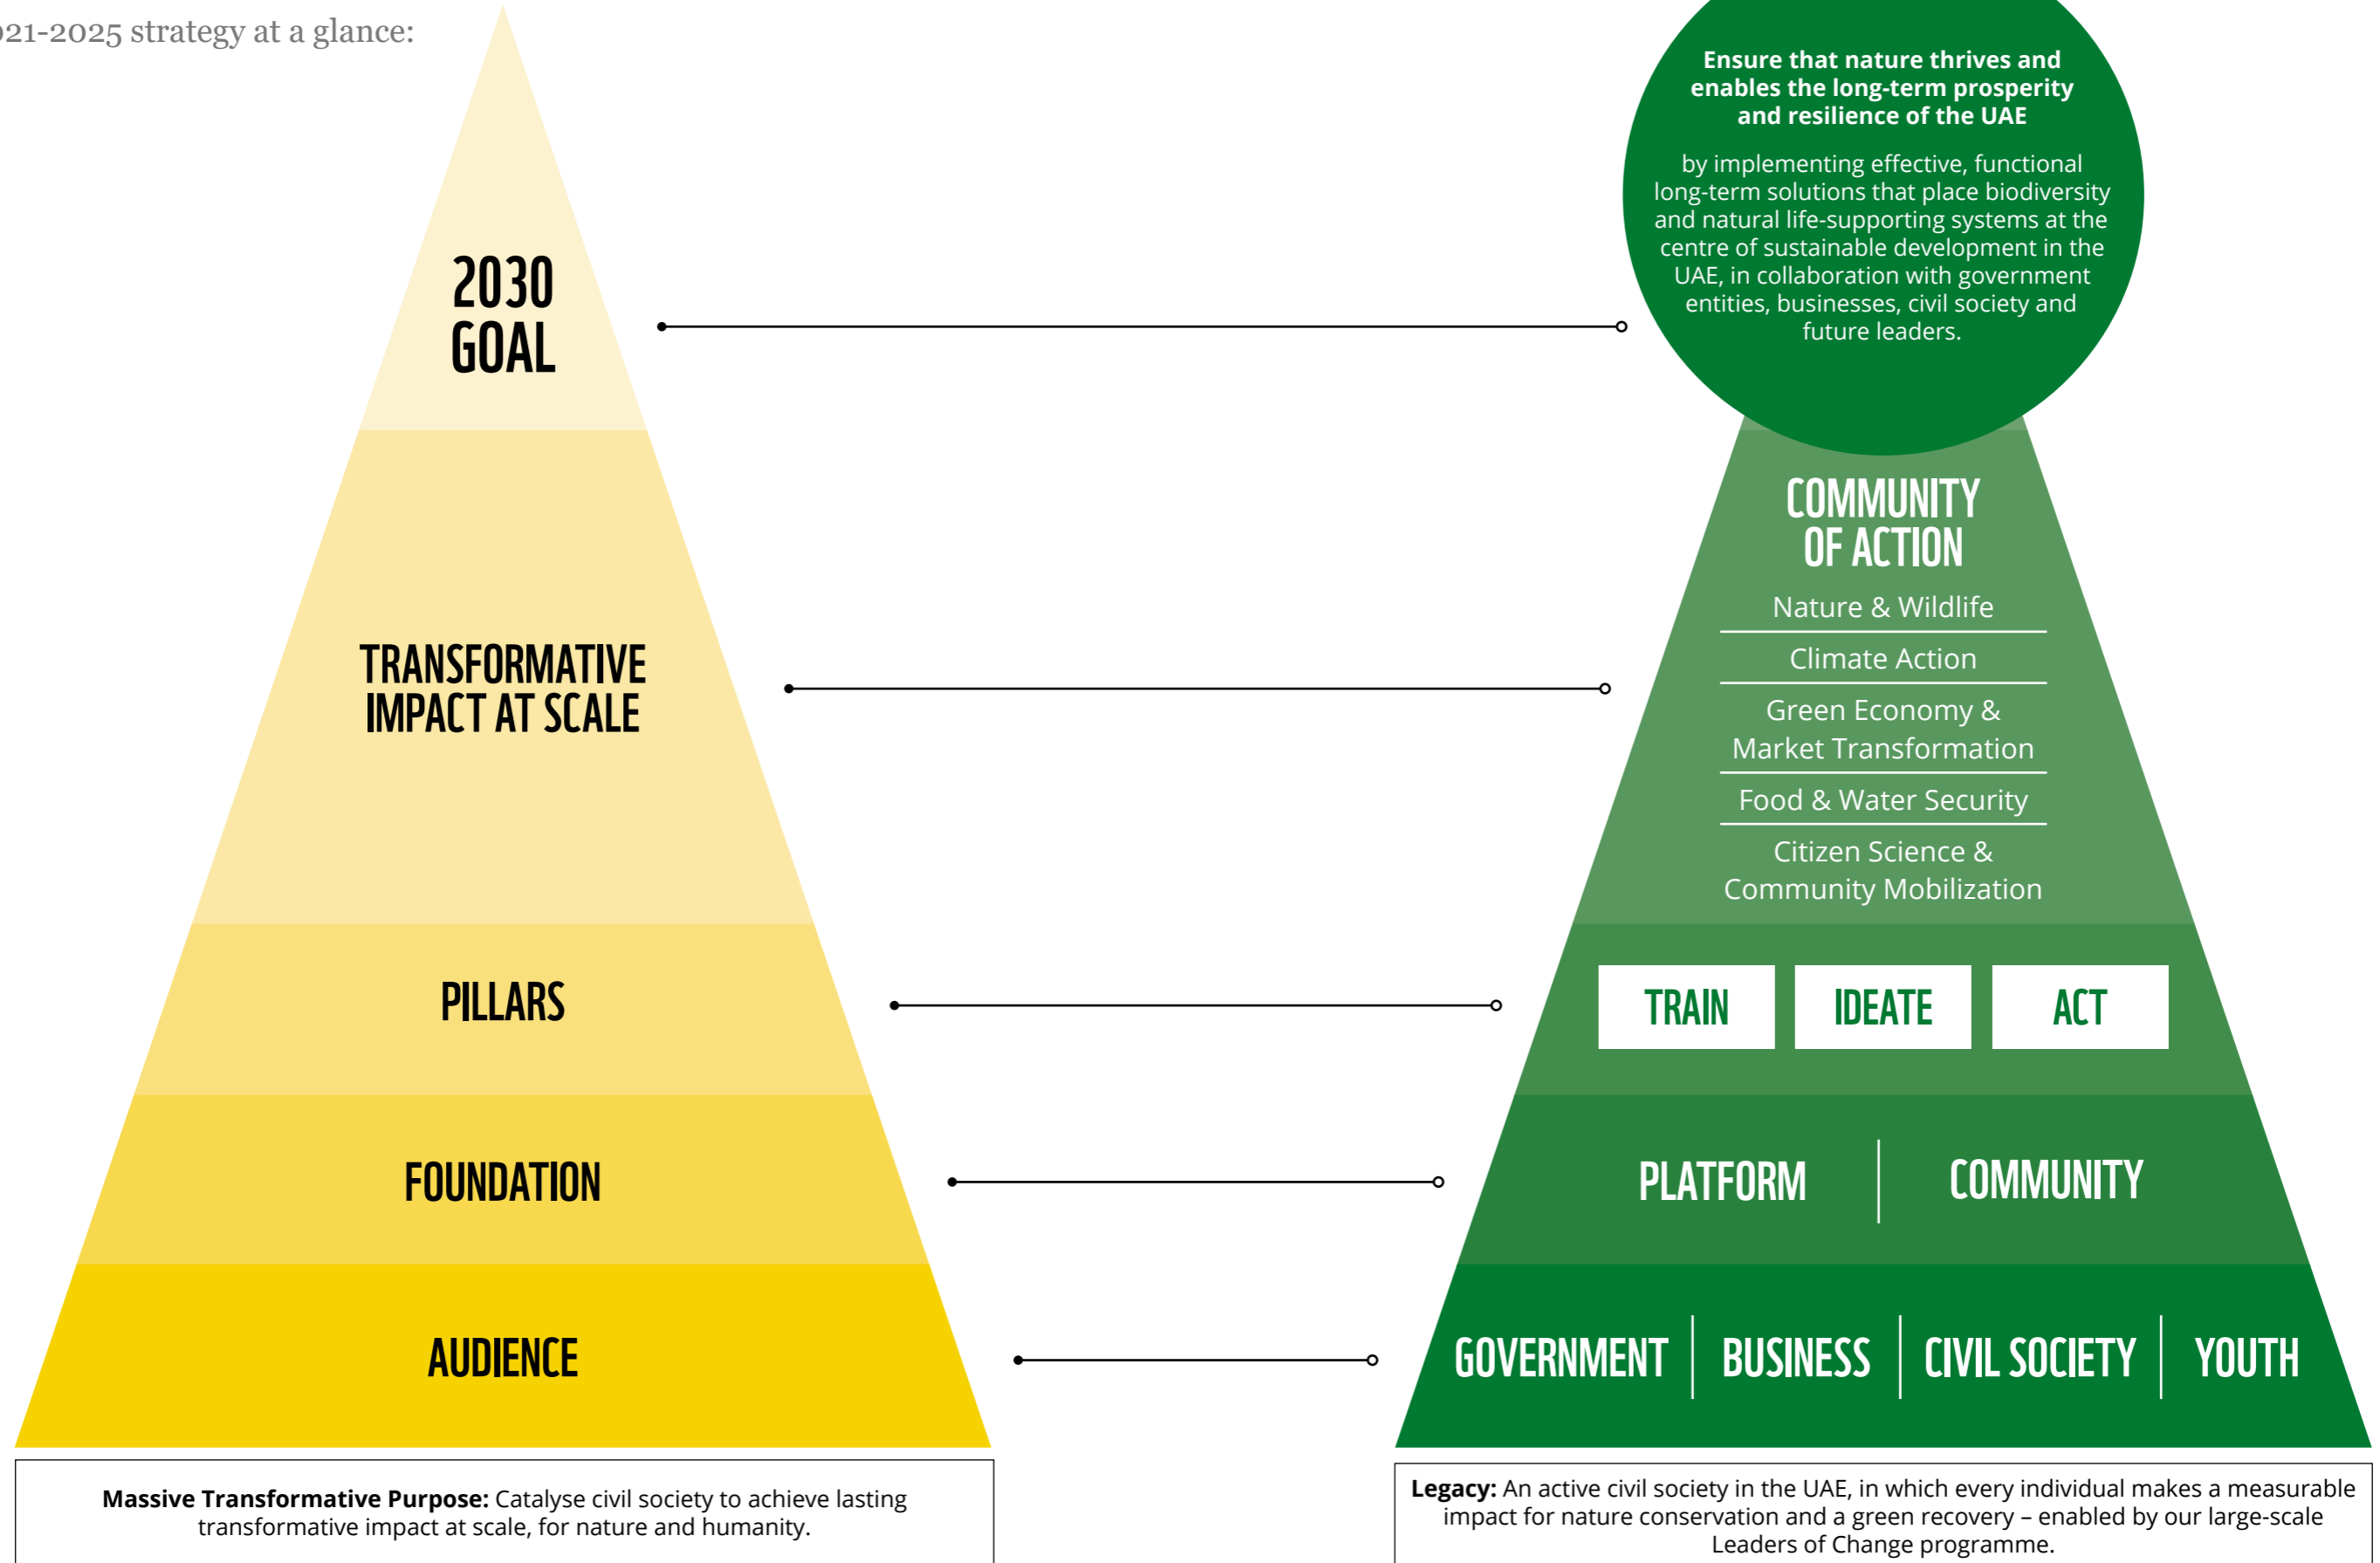 21-2025 strategy at a glance:
2030
GOAL
TRANSFORMATIVE
IMPACT AT SCALE
PILLARS
FOUNDATION
AUDIENCE
Massive Transformative Purpose: Catalyse civil society to achieve lasting
transformative impact at scale, for nature and humanity.
Ensure that nature thrives and
enables the long-term prosperity
and resilience of the UAE
by implementing effective, functional
long-term solutions that place biodiversity
and natural life-supporting systems at the
centre of sustainable development in the
UAE, in collaboration with government
entities, businesses, civil society and
future leaders.
COMMUNITY
OF ACTION
Nature & Wildlife
Climate Action
Green Economy &
Market Transformation
Food & Water Security
Citizen Science &
Community Mobilization
TRAIN IDEATE ACT
PLATFORM COMMUNITY
GOVERNMENT BUSINESS CIVIL SOCIETY YOUTH
Legacy: An active civil society in the UAE, in which every individual makes a measurable
impact for nature conservation and a green recovery – enabled by our large-scale
Leaders of Change programme.